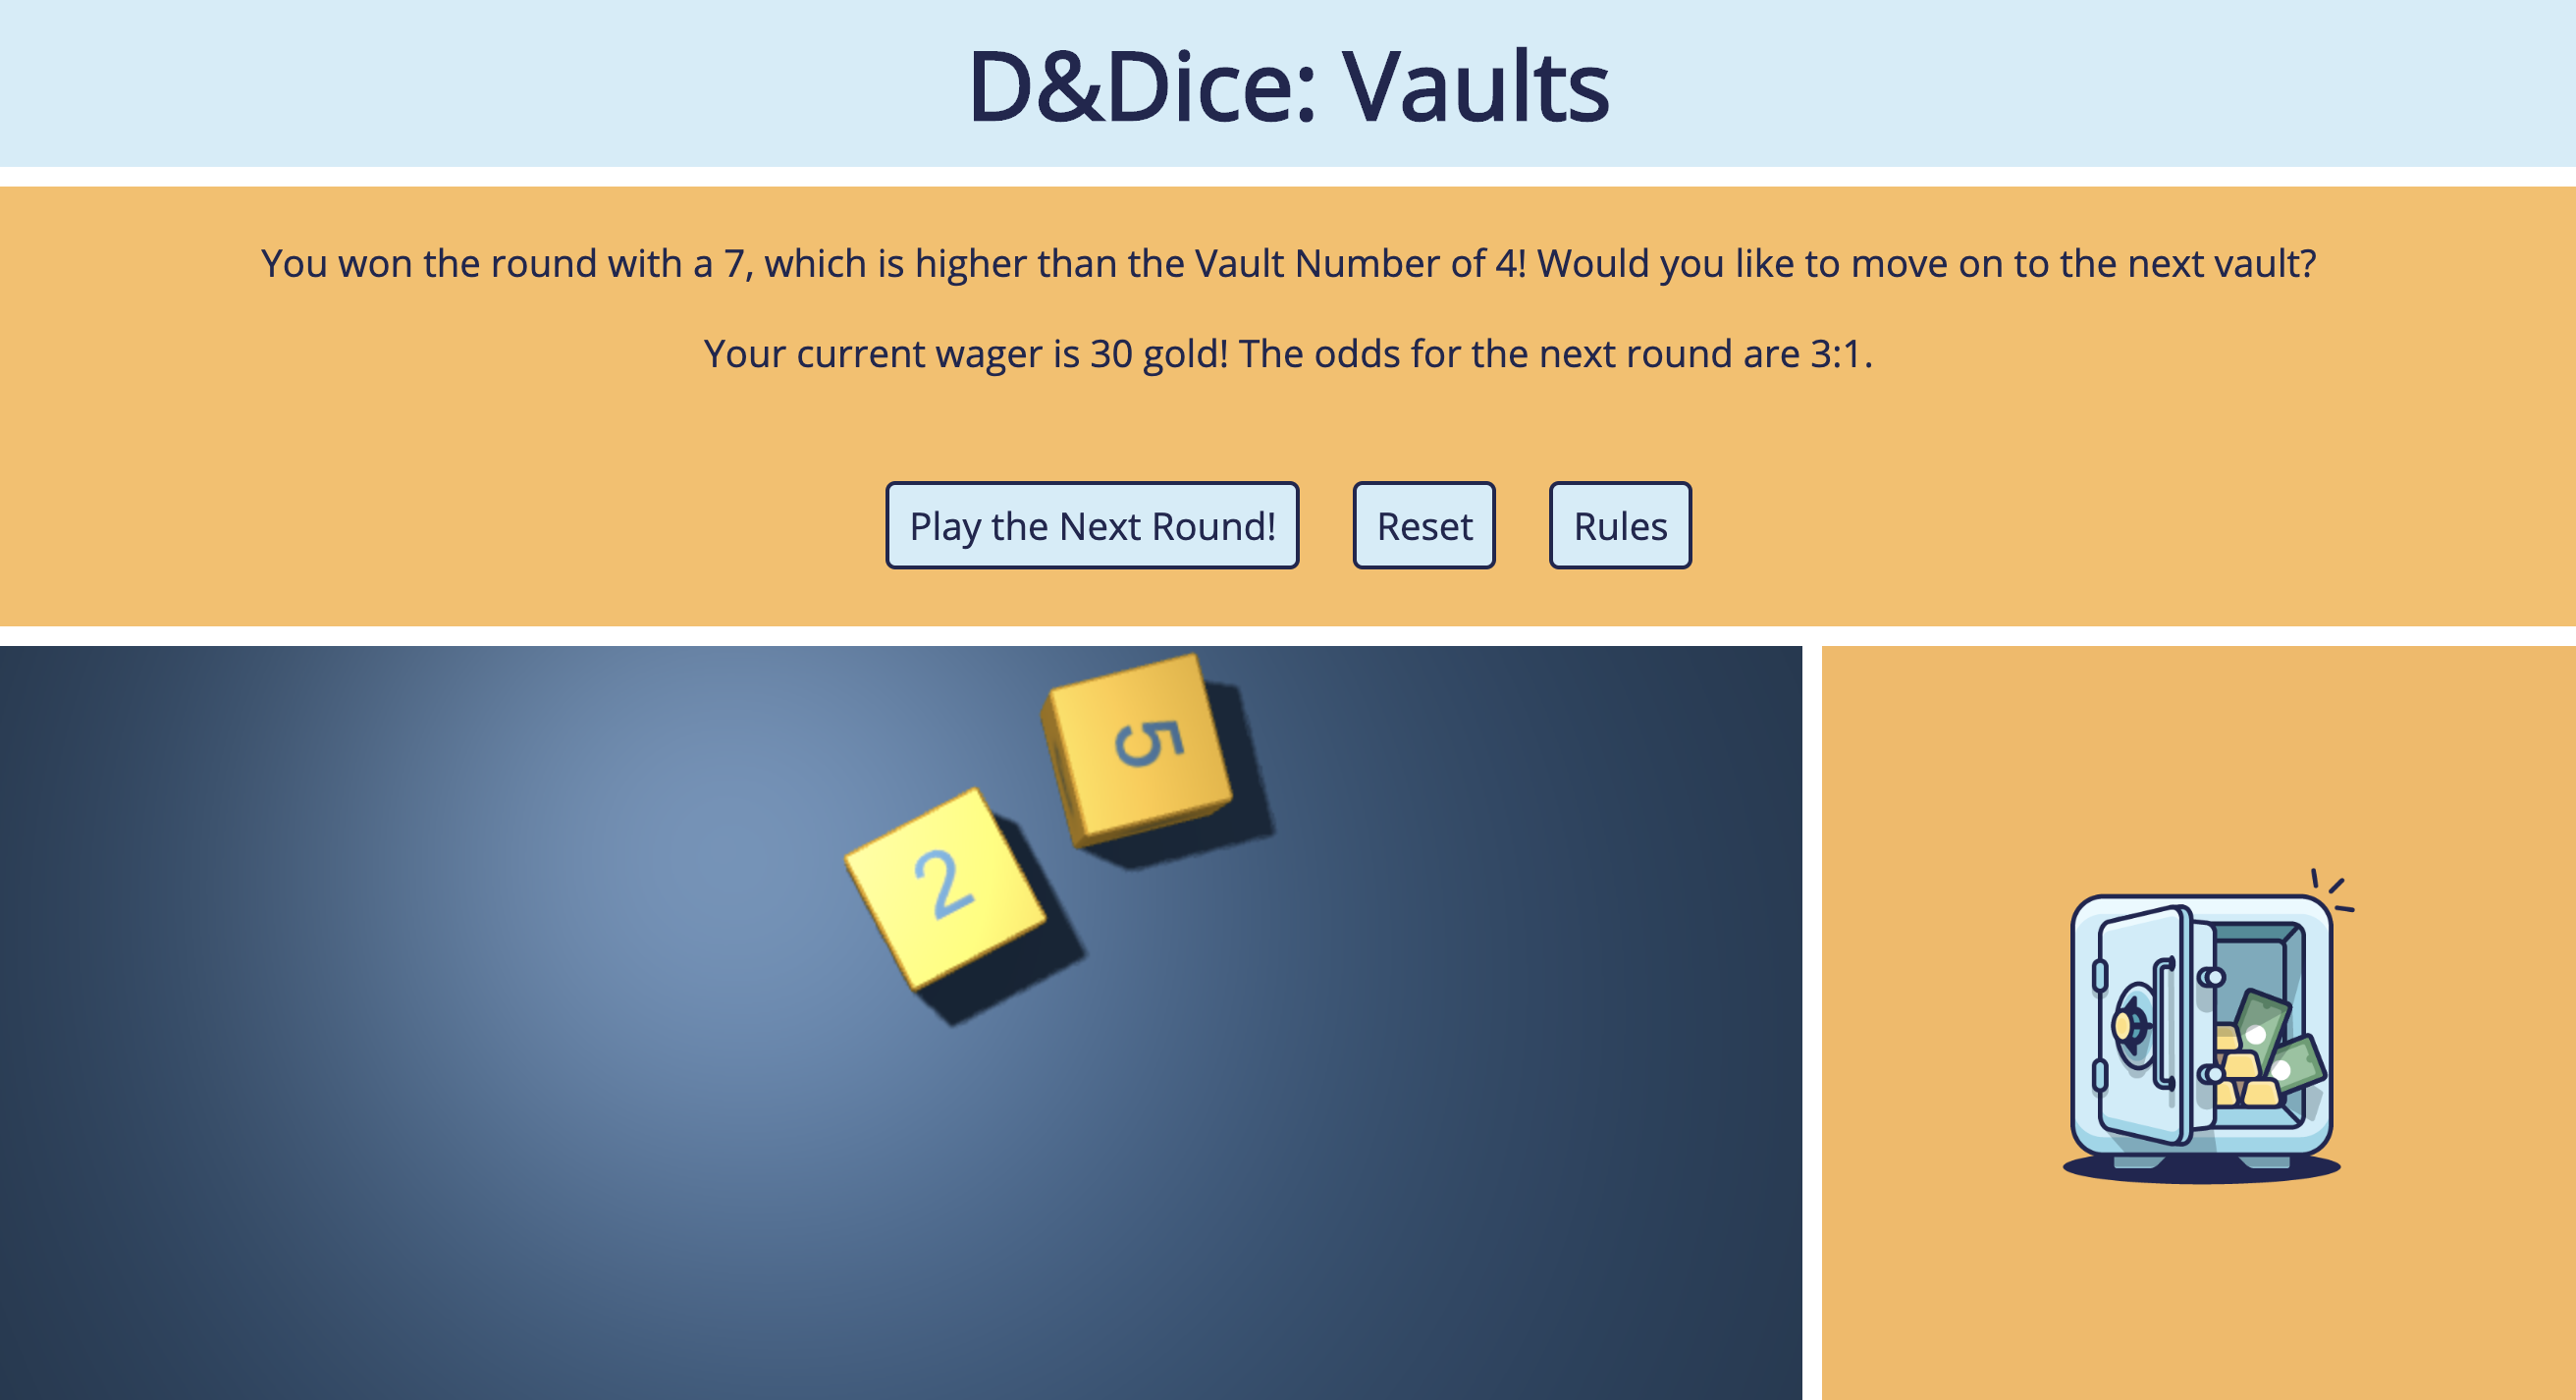 D&Dice: Vaults
You won the round with a 7, which is higher than the Vault Number of 4! Would you like to move on to the next vault?
Your current wager is 30 gold! The odds for the next round are 3:1.
Play the Next Round!
Reset
Rules
5
2